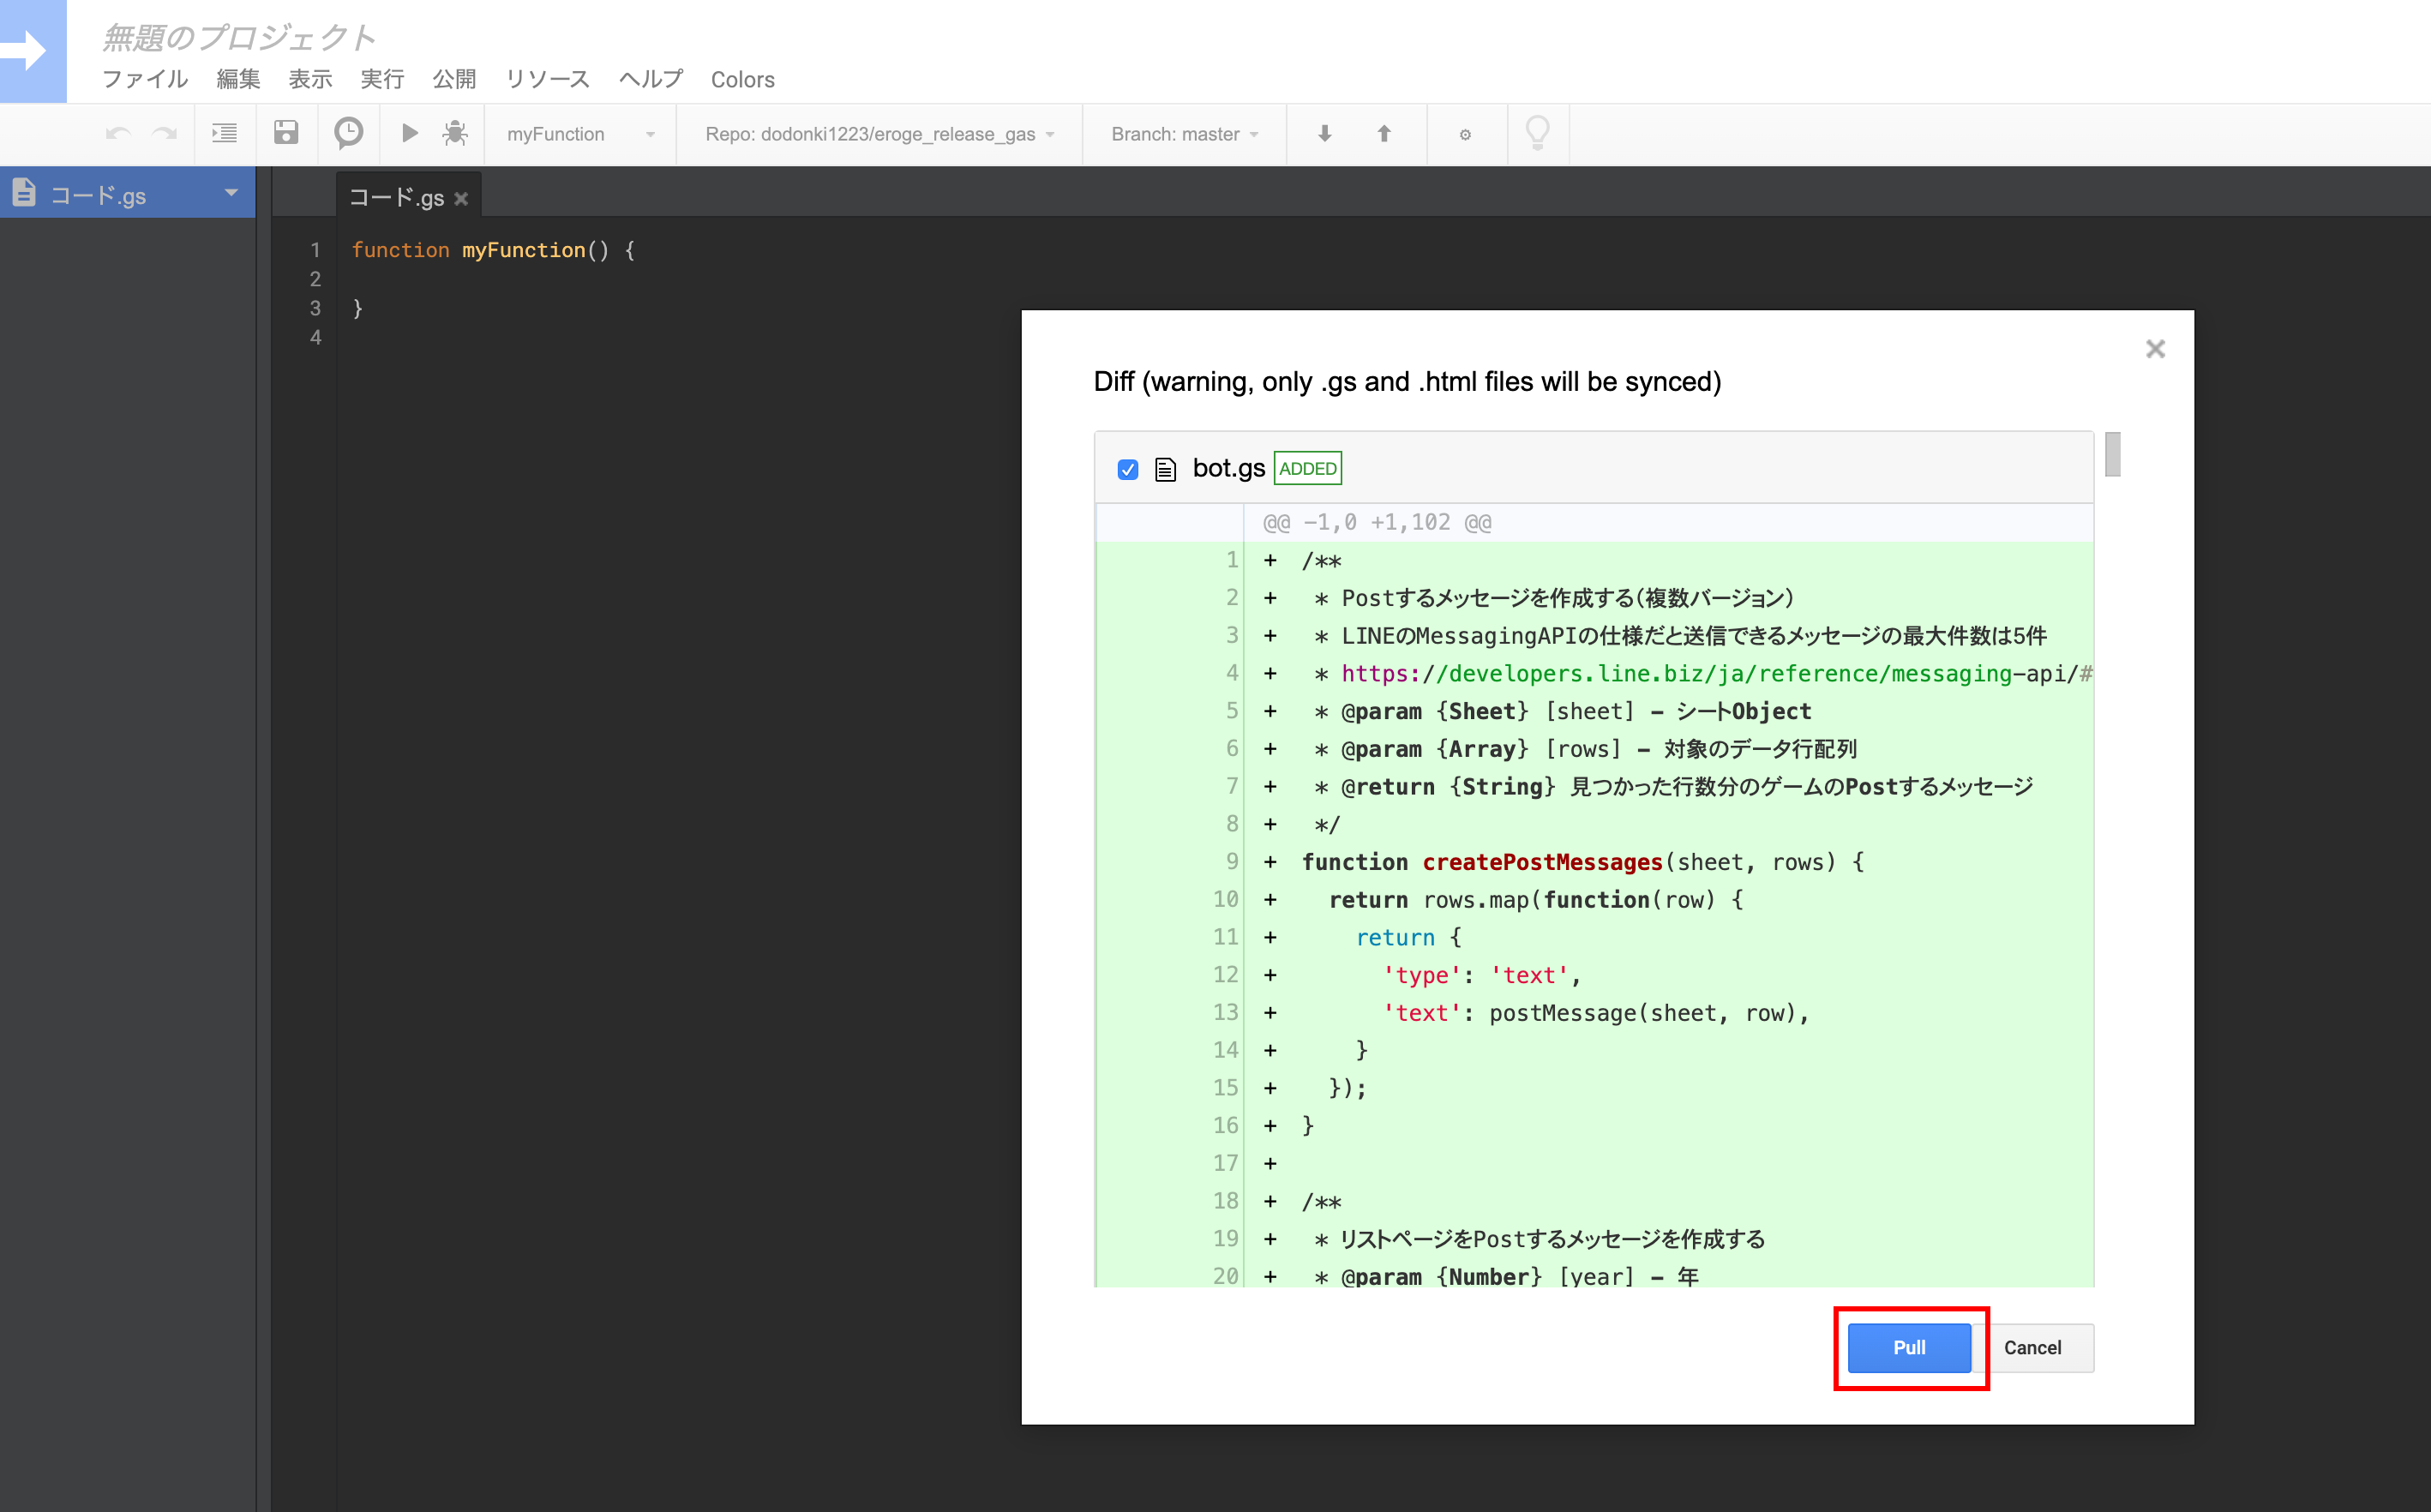 無題のプロジェクト
ファイル 編集 表示 実行 公開 リソース ヘルプ Colors
myFunction Repo: dodonki1223/eroge_release_gas Branch: master
コード.gs
コード.gs
1 function myFunction() {
2
3 }
4
Diff (warning, only .gs and .html files will be synced)
bot.gs ADDED
@@ -1,0 +1,102 @@
1 + /**
2 + * Postするメッセージを作成する(複数バージョン)
3 + * LINEのMessagingAPIの仕様だと送信できるメッセージの最大件数は5件
4 + * https://developers.line.biz/ja/reference/messaging-api/#
5 + * @param {Sheet} [sheet] - シートObject
6 + * @param {Array} [rows] - 対象のデータ行配列
7 + * @return {String} 見つかった行数分のゲームのPostするメッセージ
8 + */
9 + function createPostMessages(sheet, rows) {
10 + return rows.map(function(row) {
11 + return {
12 + 'type': 'text',
13 + 'text': postMessage(sheet, row),
14 + }
15 + });
16 + }
17 +
18 + /**
19 + * リストページをPostするメッセージを作成する
20 + * @param {Number} [year] - 年
Pull Cancel